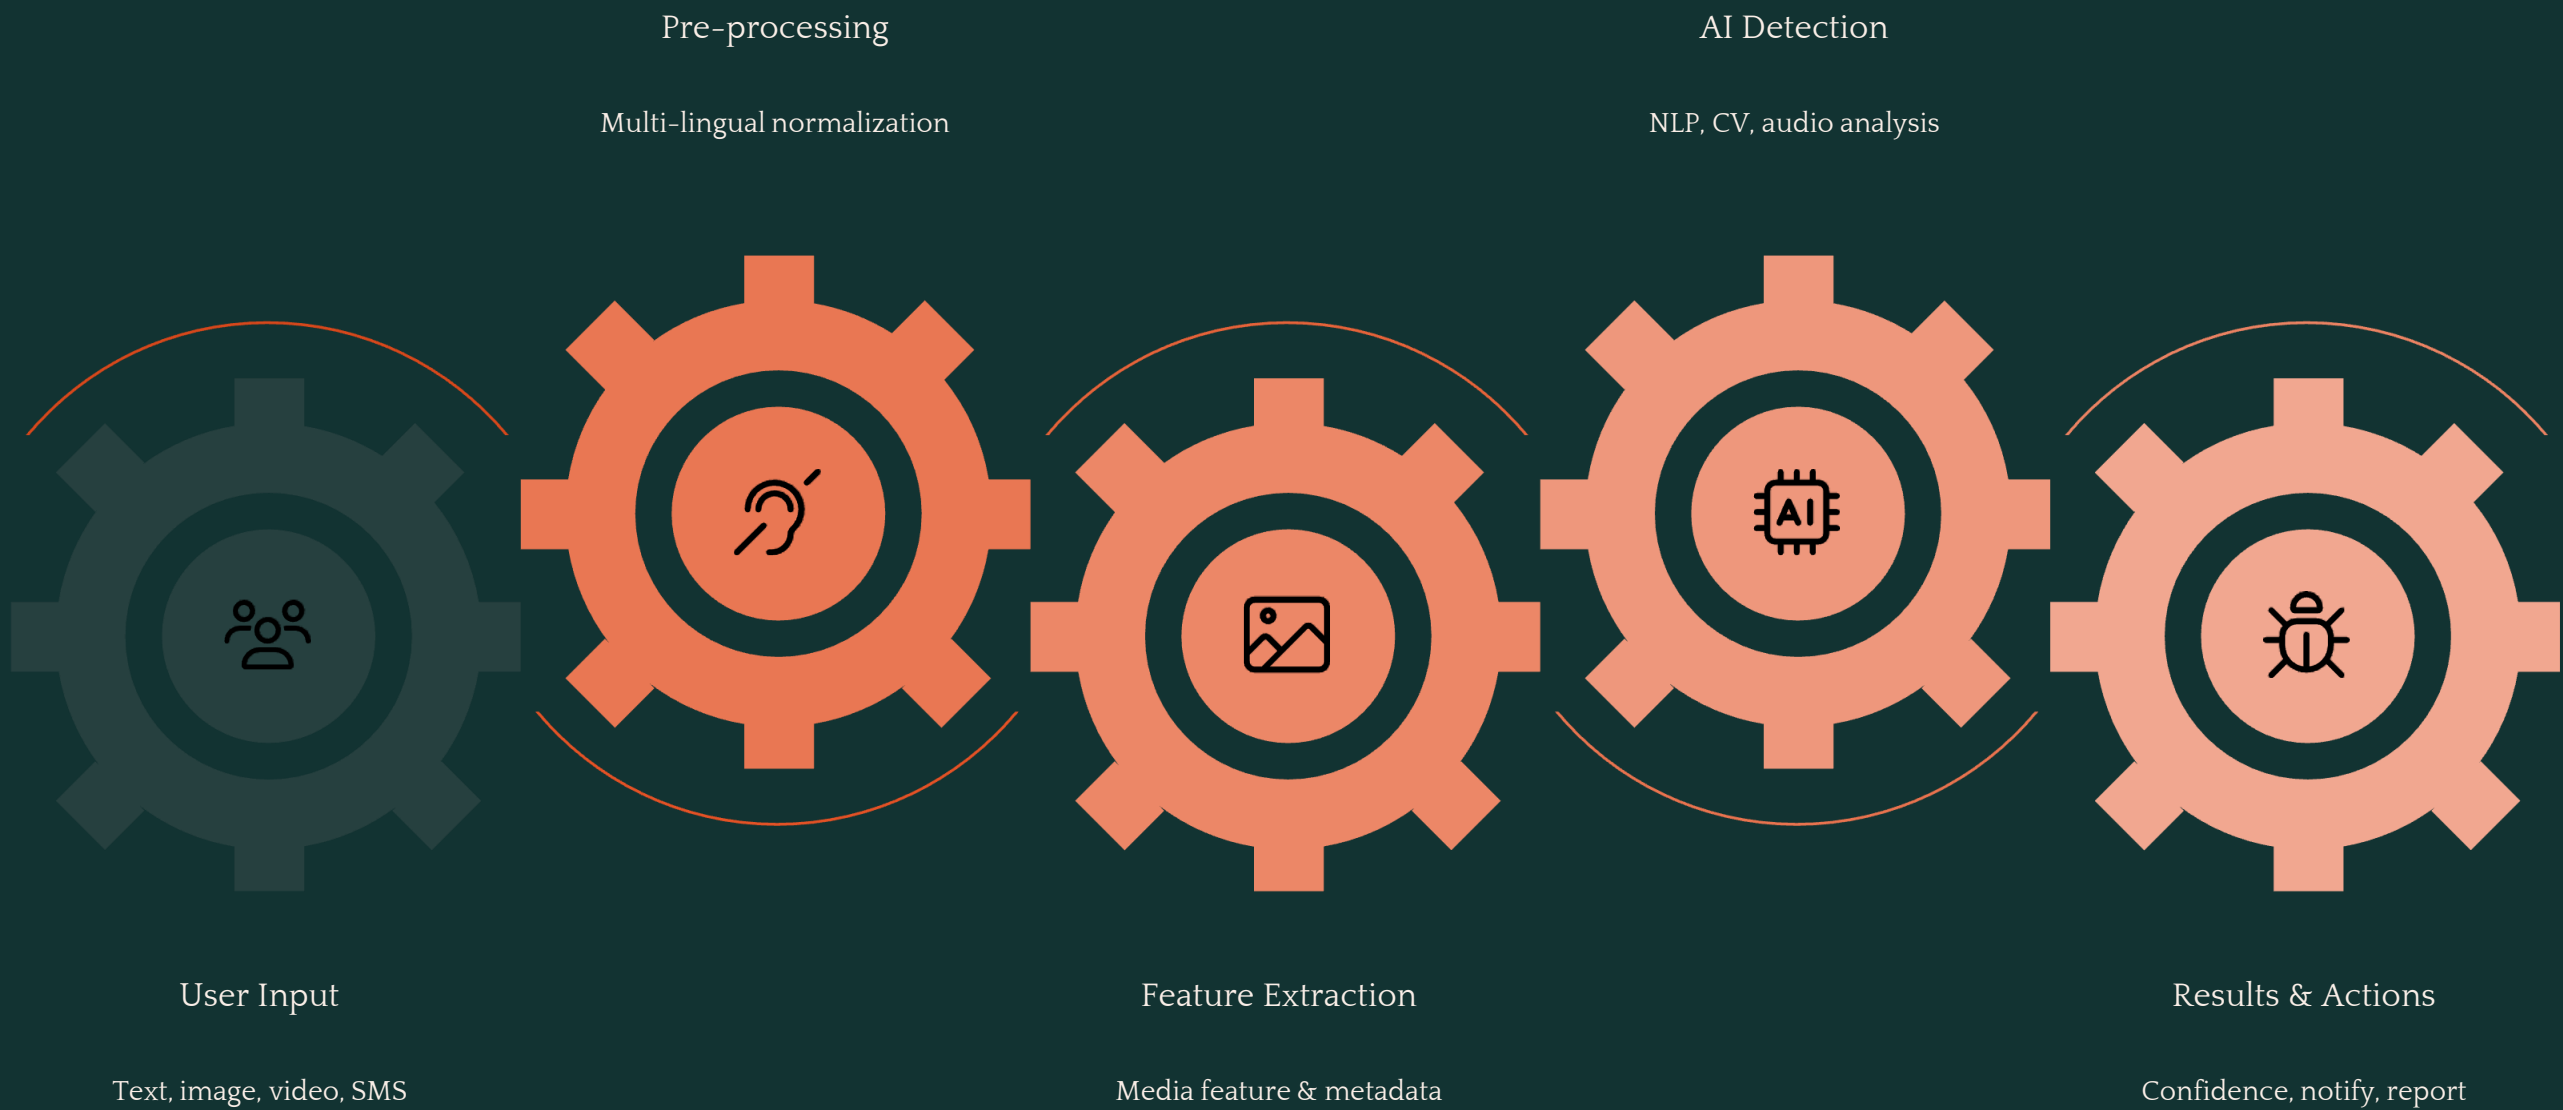 Pre-processing
Multi-lingual normalization
AI Detection
NLP, CV, audio analysis
AI
User Input
Text, image, video, SMS
Feature Extraction
Media feature & metadata
Results & Actions
Confidence, notify, report